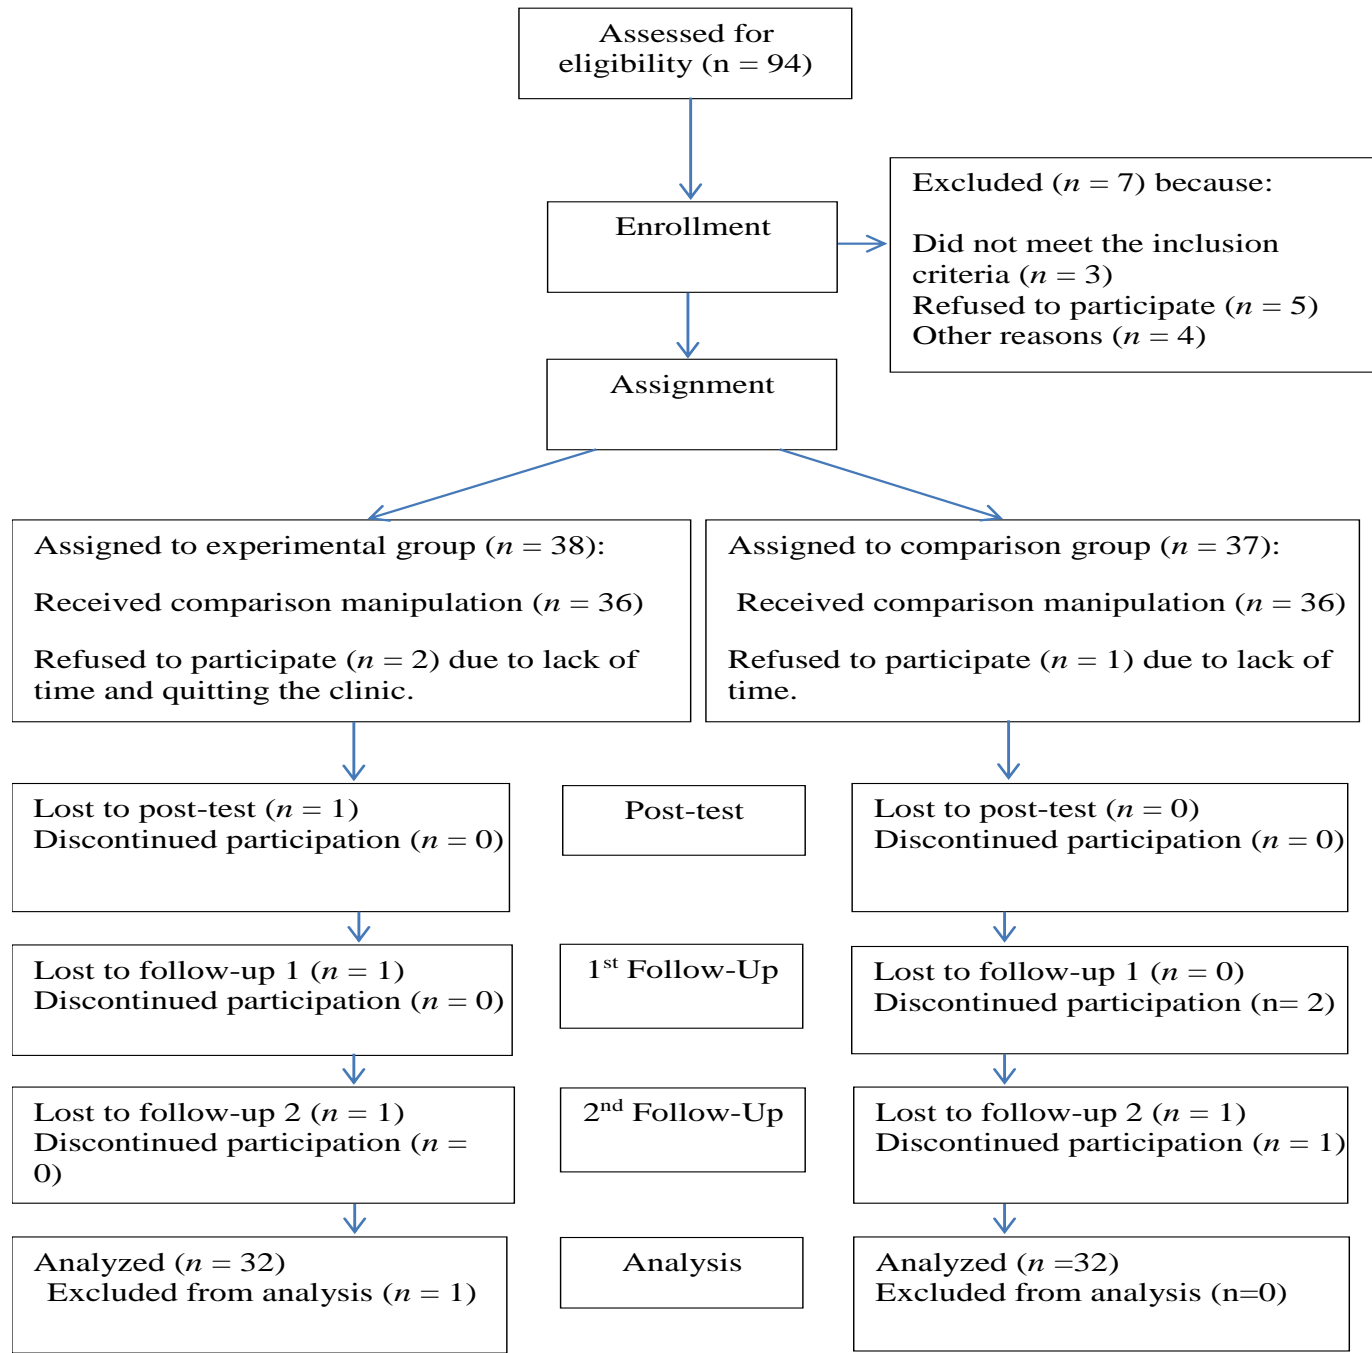 Assessed for
eligibility (n = 94)
Enrollment
Excluded (n = 7) because:
Did not meet the inclusion
criteria (n = 3)
Refused to participate (n = 5)
Other reasons (n = 4)
Assignment
Assigned to experimental group (n = 38):
Received comparison manipulation (n = 36)
Refused to participate (n = 2) due to lack of
time and quitting the clinic.
Assigned to comparison group (n = 37):
Received comparison manipulation (n = 36)
Refused to participate (n = 1) due to lack of
time.
Lost to post-test (n = 1)
Discontinued participation (n = 0)
Post-test
Lost to post-test (n = 0)
Discontinued participation (n = 0)
Lost to follow-up 1 (n = 1)
Discontinued participation (n = 0)
1st Follow-Up
Lost to follow-up 1 (n = 0)
Discontinued participation (n= 2)
Lost to follow-up 2 (n = 1)
Discontinued participation (n =
0)
2nd Follow-Up
Lost to follow-up 2 (n = 1)
Discontinued participation (n = 1)
Analyzed (n = 32)
Excluded from analysis (n = 1)
Analysis
Analyzed (n =32)
Excluded from analysis (n=0)